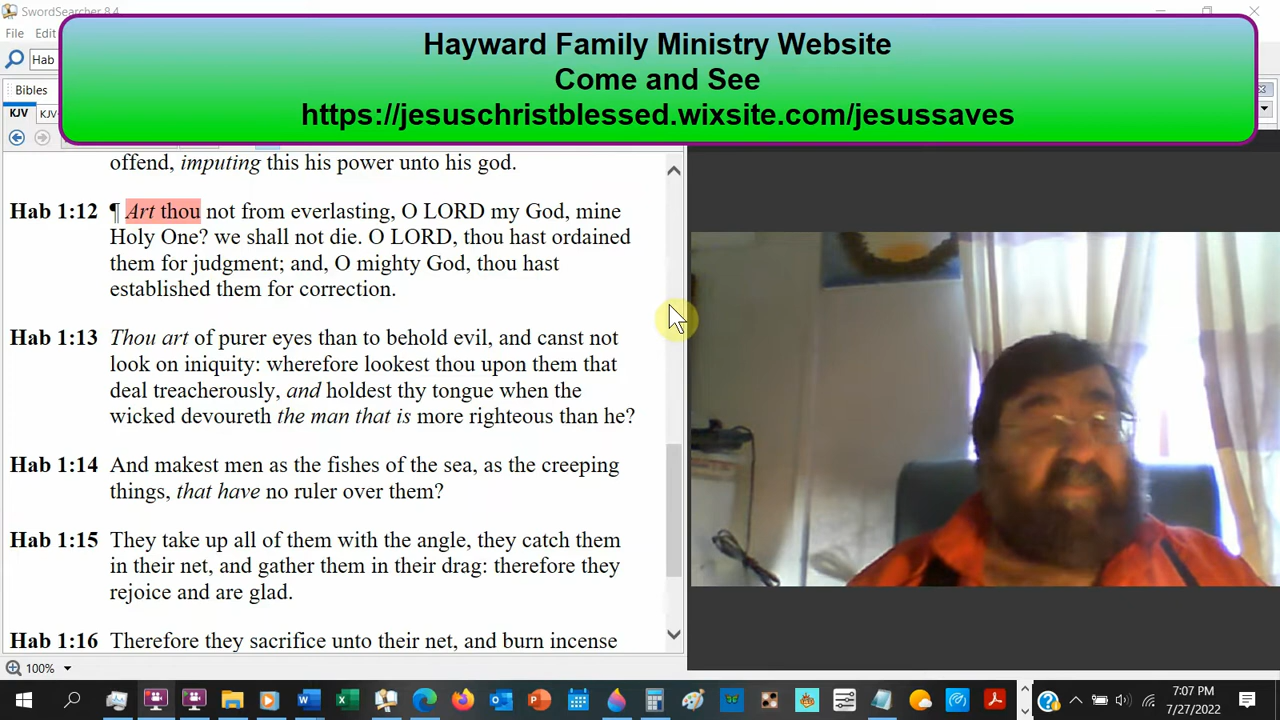 SwordSearcher 8.4
Hayward Family Ministry Website
Come and See
https://jesuschristblessed.wixsite.com/jesussaves
File Edit
Hab
Bibles
KJV KJV
offend, imputing this his power unto his god.
Hab 1:12 ¶ Art thou not from everlasting, O LORD my God, mine
Holy One? we shall not die. O LORD, thou hast ordained
them for judgment; and, O mighty God, thou hast
established them for correction.
Hab 1:13 Thou art of purer eyes than to behold evil, and canst not
look on iniquity: wherefore lookest thou upon them that
deal treacherously, and holdest thy tongue when the
wicked devoureth the man that is more righteous than he?
Hab 1:14 And makest men as the fishes of the sea, as the creeping
things, that have no ruler over them?
Hab 1:15 They take up all of them with the angle, they catch them
in their net, and gather them in their drag: therefore they
rejoice and are glad.
Hab 1:16 Therefore they sacrifice unto their net, and burn incense
100%
7:07 PM
7/27/2022